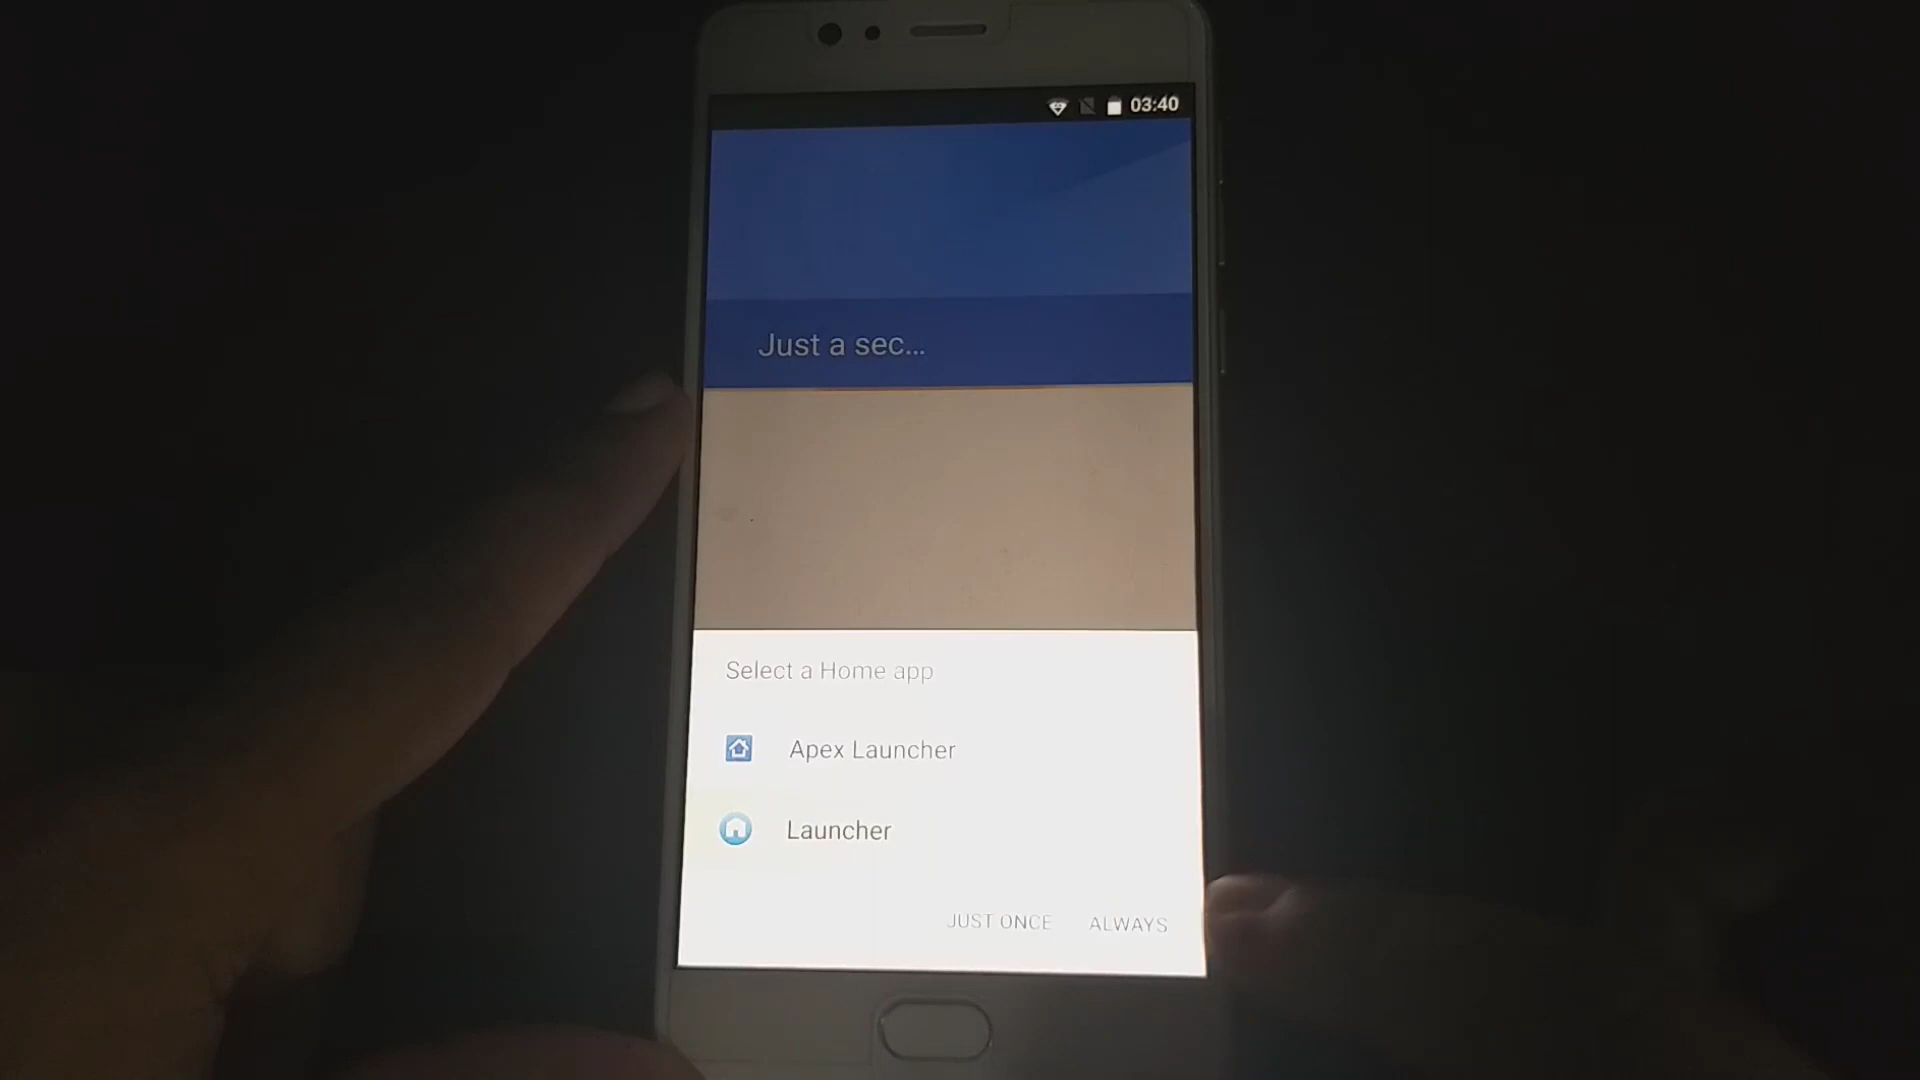 03:40
Just a sec...
Select a Home app
Apex Launcher
Launcher
JUST ONCE ALWAYS